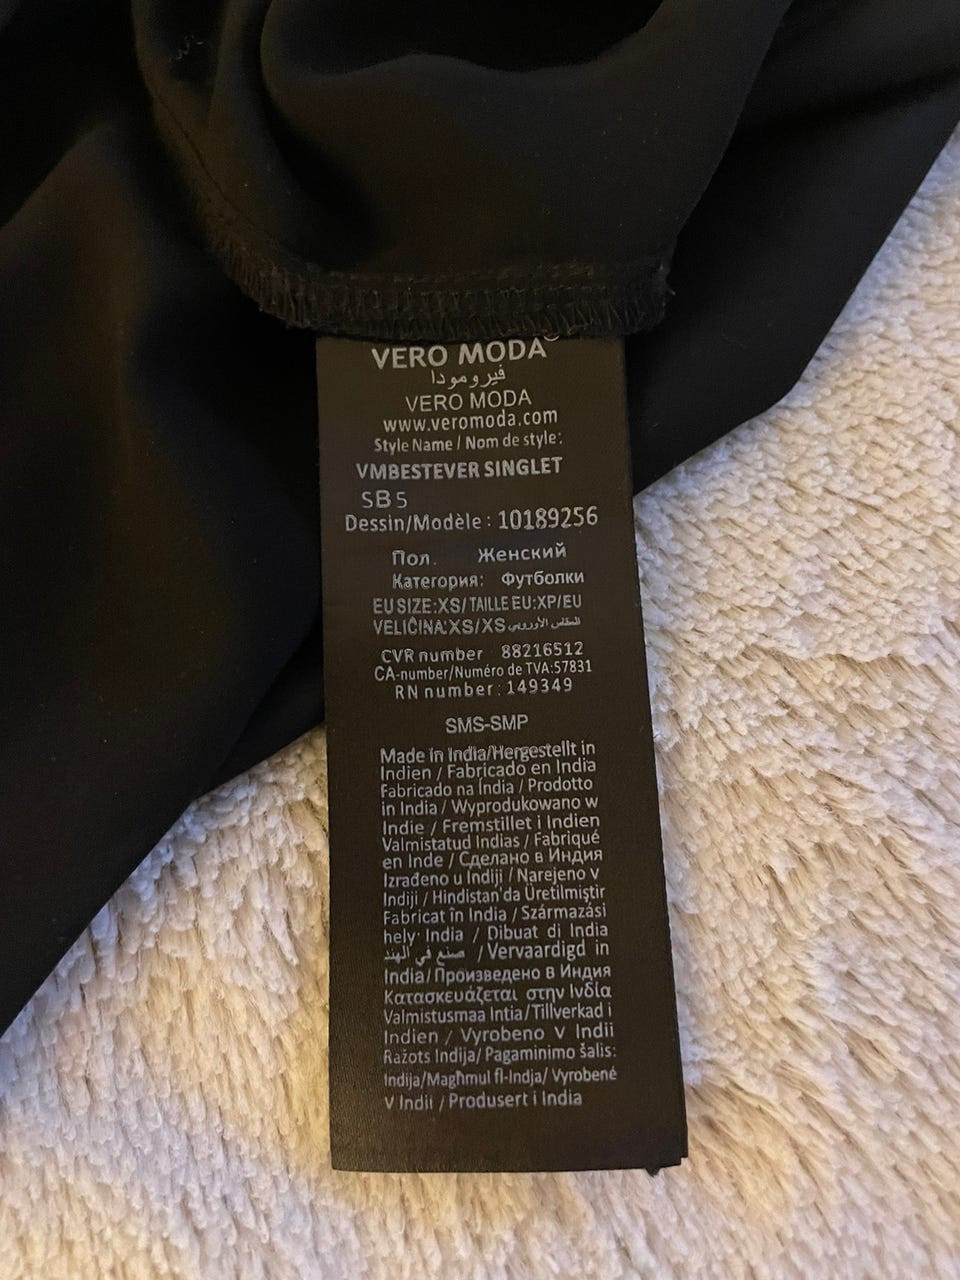 VERO MODA®
فيرومودا
VERO MODA
www.veromoda.com
Style Name / Nom de style:
VMBESTEVER SINGLET
SB5
Dessin/Modèle : 10189256
Пол. Женский
Категория: Футболки
EU SIZE:XS/ TAILLE EU:XP/EU
VELIČINA:XS/XS المقاس الأوروبي
CVR number 88216512
CA-number/Numéro de TVA:57831
RN number: 149349
SMS-SMP
Made in India/Hergestellt in
Indien / Fabricado en India
Fabricado na Índia / Prodotto
in India / Wyprodukowano w
Indie / Fremstillet i Indien
Valmistatud Indias / Fabriqué
en Inde / Сделано в Индия
Izrađeno u Indiji / Narejeno v
Indiji / Hindistan'da Üretilmiştir
Fabricat în India / Származási
hely: India / Dibuat di India
صنع في الهند / Vervaardigd in
India/ Произведено в Индия
Κατασκευάζεται στην Ινδία
Valmistusmaa Intia/Tillverkad i
Indien / Vyrobeno V Indii
Ražots Indija/ Pagaminimo šalis:
Indija/Magħmul fl-Indja/ Vyrobené
V Indii / Produsert i India